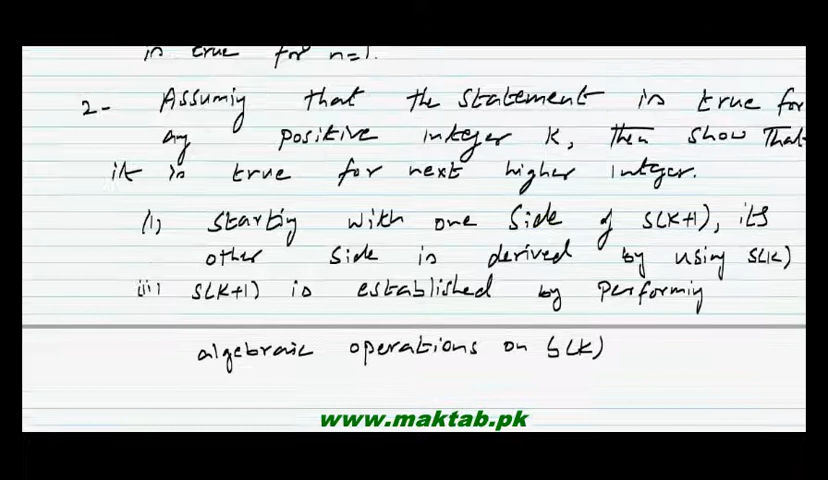 is true for n=1.
2- Assuming that the statement is true for
any positive integer K, then show that
it is true for next higher integer.
(i) Starting with one side of S(K+1), its
other side is derived by using S(K)
(ii) S(K+1) is established by performing
algebraic operations on S(K)
www.maktab.pk